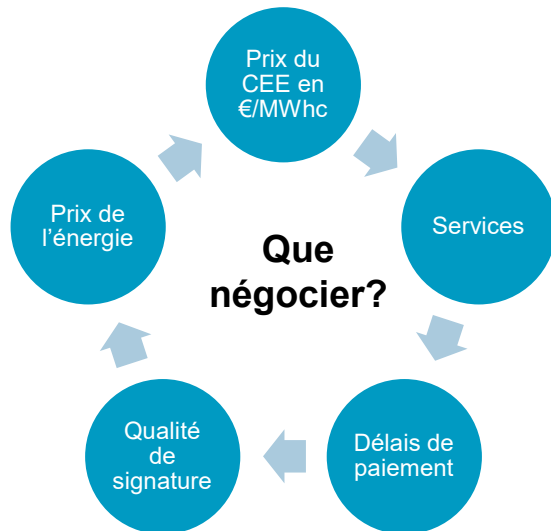 Prix du
CEE en
€/MWhc
Services
Délais de
paiement
Qualité
de
signature
Prix de
l'énergie
Que
négocier?